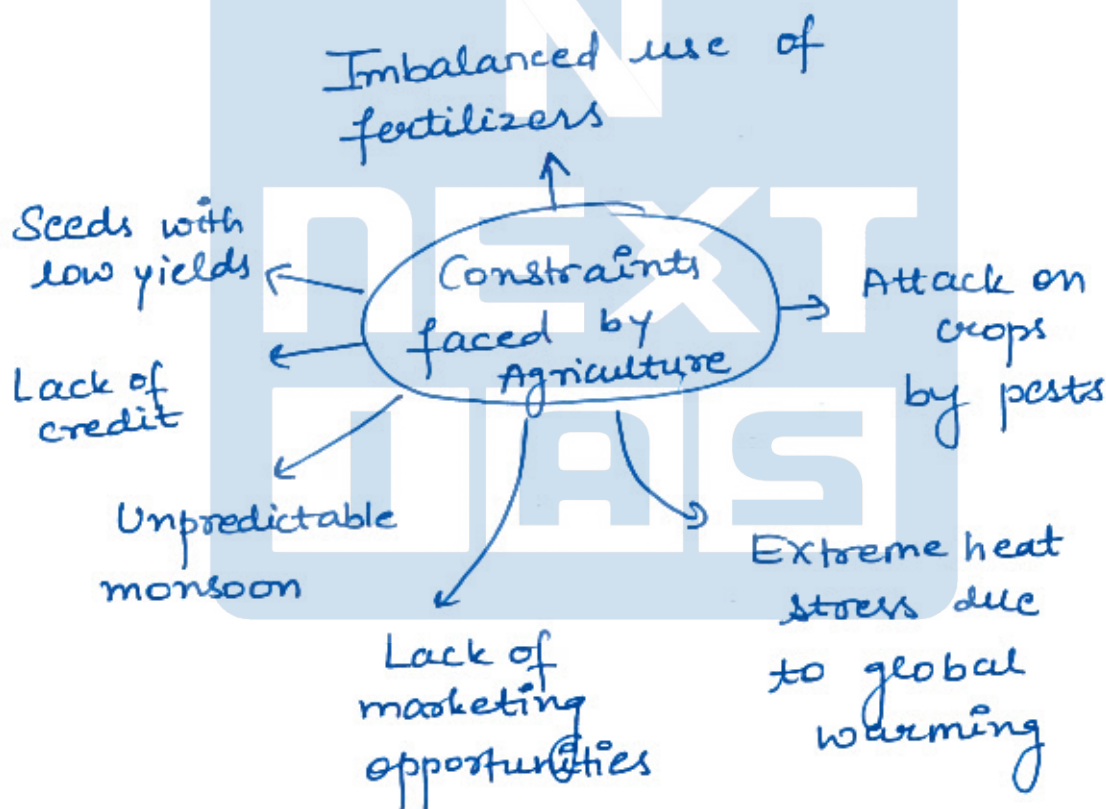 Imbalanced use of
fertilizers
Seeds with
low yields
Constraints
faced by
Agriculture
Attack on
crops
by pests
Lack of
credit
Unpredictable
monsoon
Extreme heat
stress due
to global
warming
Lack of
marketing
opportunities
NEXT
IAS